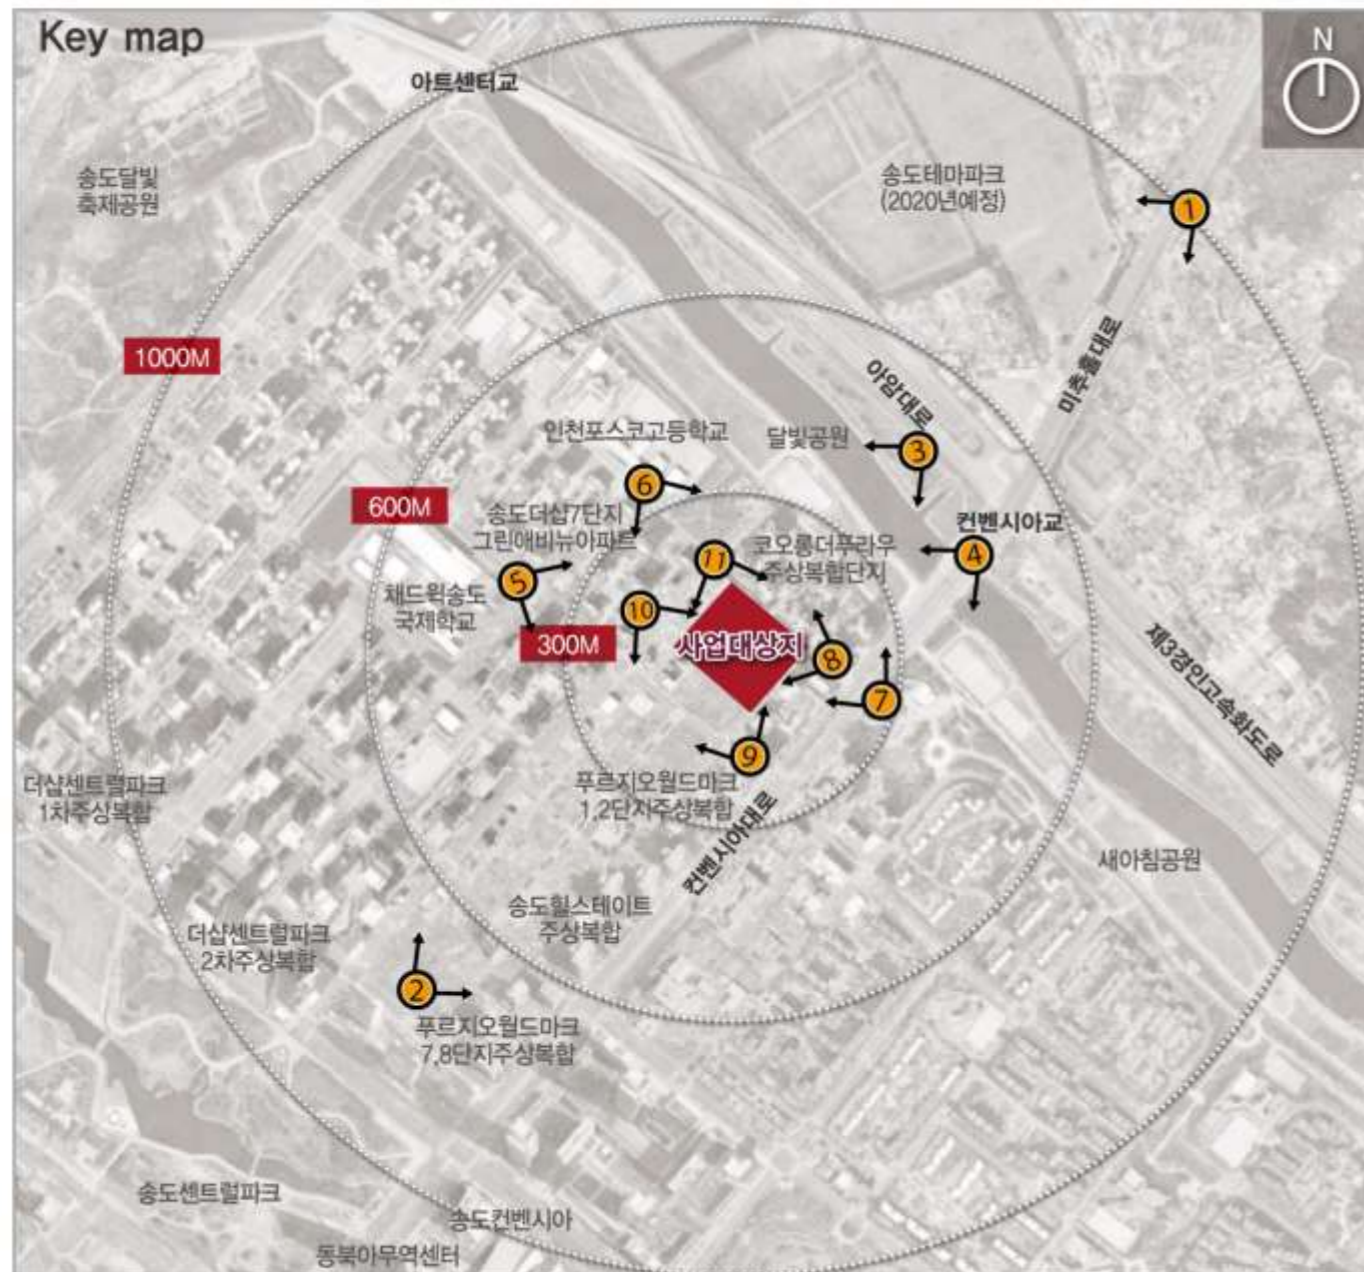 Key map
N
아트센터교
송도달빛
축제공원
송도테마파크
(2020년예정)
1
미추홀대로
1000M
아암대로
인천포스코고등학교
달빛공원
3
6
600M
송도더샵7단지
그린애비뉴아파트
컨벤시아교
4
코오롱더푸라우
주상복합단지
11
5
채드윅송도
국제학교
10
300M
사업대상지
8
7
제3경인고속화도로
9
푸르지오월드마크
1,2단지주상복합
컨벤시아대로
더샵센트럴파크
1차주상복합
새아침공원
송도힐스테이트
주상복합
더샵센트럴파크
2차주상복합
2
푸르지오월드마크
7,8단지주상복합
송도센트럴파크
송도컨벤시아
동북아무역센터